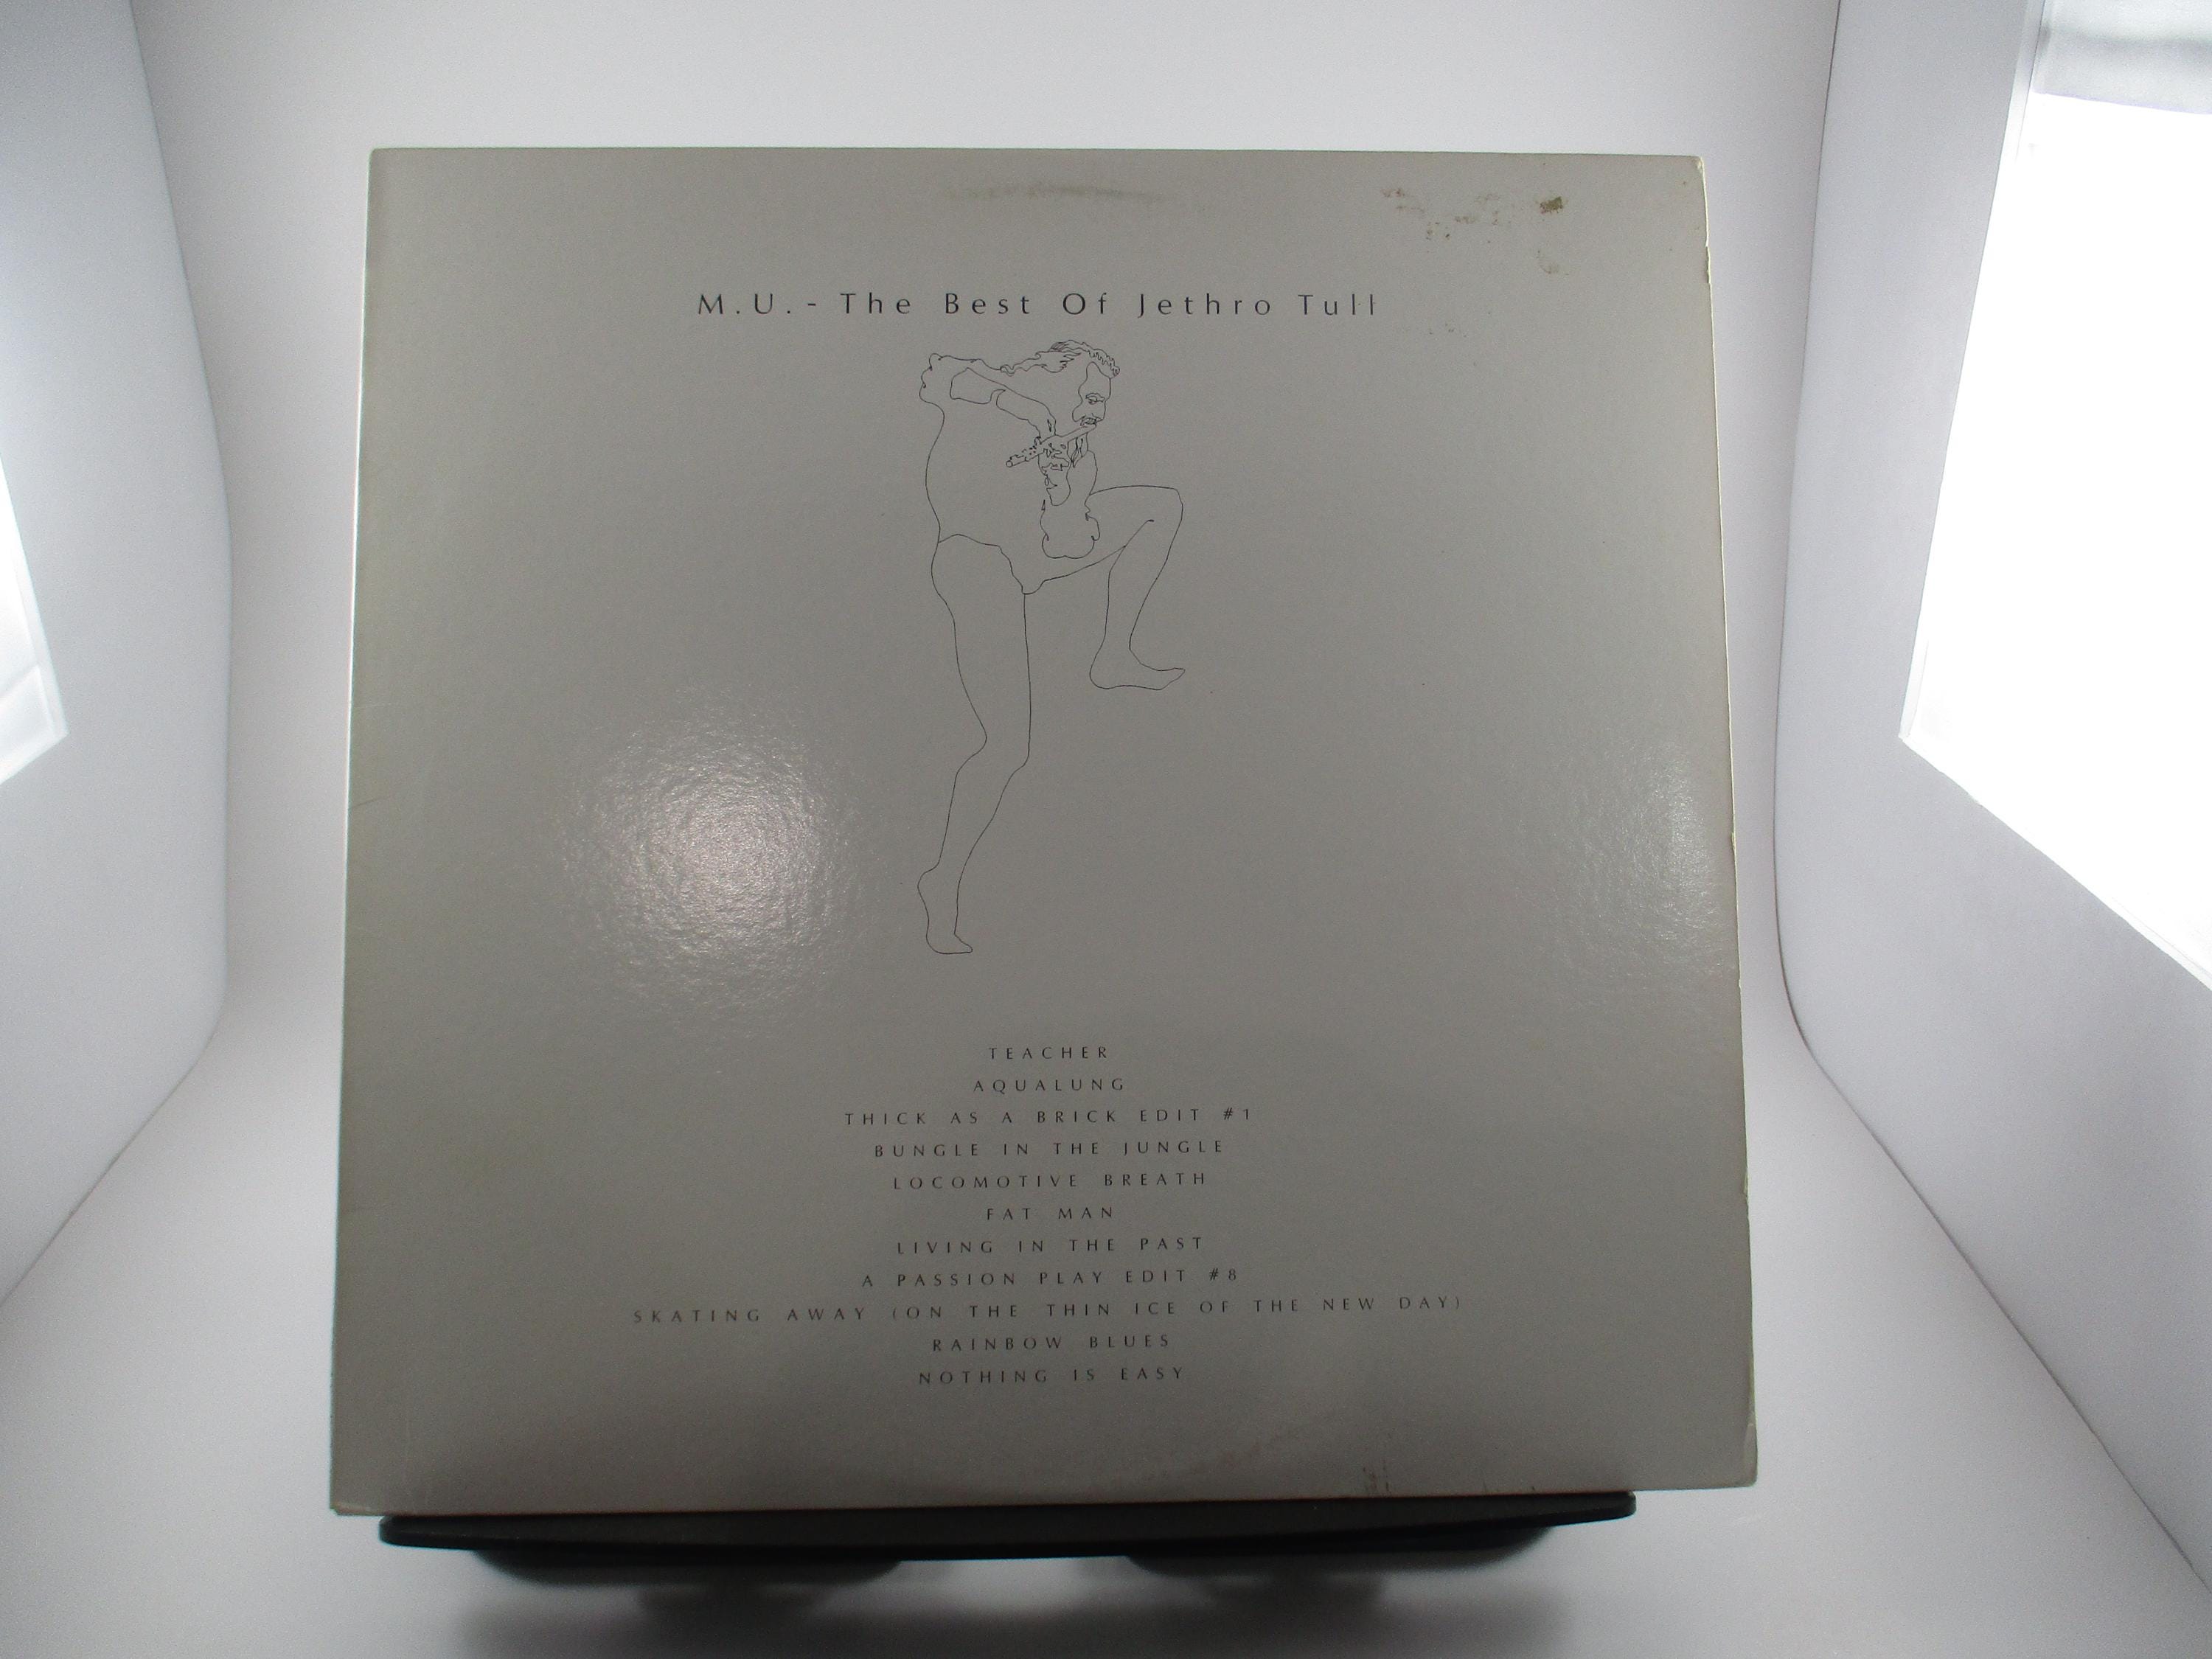 M.U. - The Best Of Jethro Tull
TEACHER
AQUALUNG
THICK AS A BRICK EDIT #1
BUNGLE IN THE JUNGLE
LOCOMOTIVE BREATH
FAT MAN
LIVING IN THE PAST
A PASSION PLAY EDIT #8
SKATING AWAY (ON THE THIN ICE OF THE NEW DAY)
RAINBOW BLUES
NOTHING IS EASY